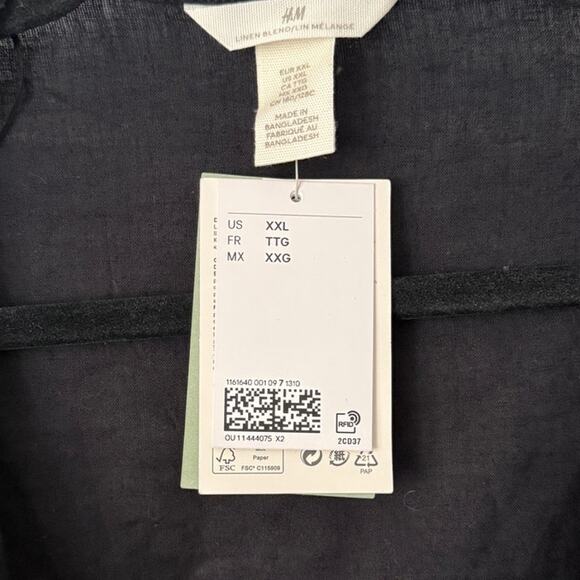 H&M
LINEN BLEND/LIN MÉLANGÉ
EUR XXL
US XXL
CA TTG
MX XXG
CN 180/128C
MADE IN
BANGLADESH
FABRIQUÉ AU
BANGLADESH
US XXL
FR TTG
MX XXG
1161640 001 09 7 1310
RFID
OU11444075 X2
2CD37
FSC
Paper
FSC® C115909
紙
21
PAP